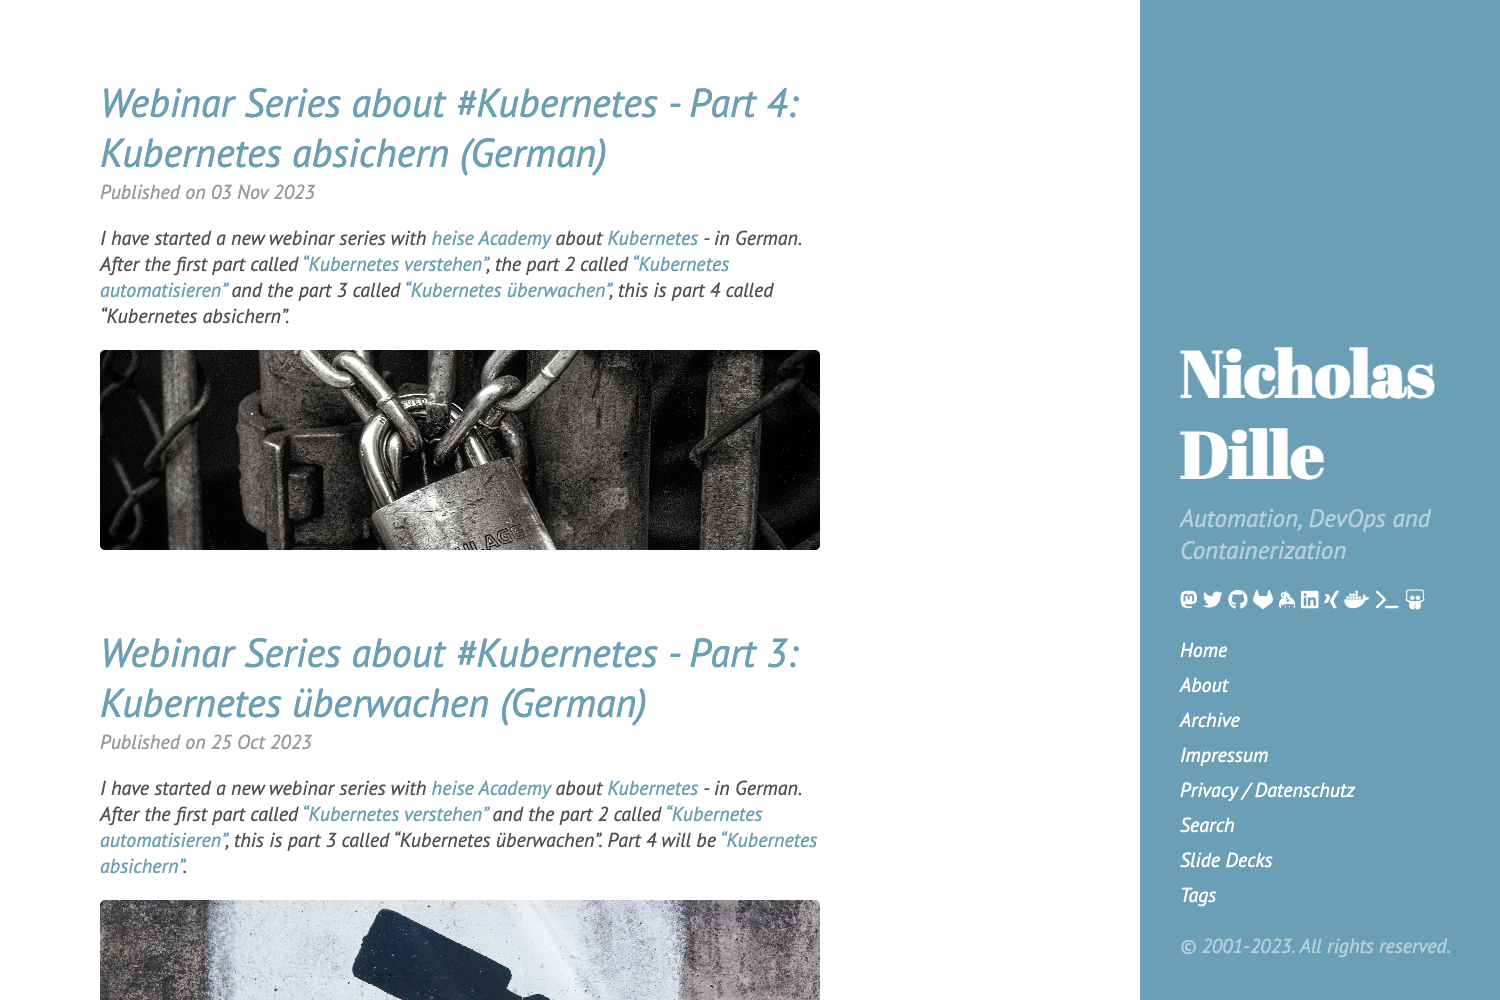 Webinar Series about #Kubernetes - Part 4:
Kubernetes absichern (German)
Published on 03 Nov 2023
I have started a new webinar series with heise Academy about Kubernetes - in German.
After the first part called “Kubernetes verstehen”, the part 2 called “Kubernetes
automatisieren” and the part 3 called “Kubernetes überwachen”, this is part 4 called
“Kubernetes absichern”.
Webinar Series about #Kubernetes - Part 3:
Kubernetes überwachen (German)
Published on 25 Oct 2023
I have started a new webinar series with heise Academy about Kubernetes - in German.
After the first part called “Kubernetes verstehen” and the part 2 called “Kubernetes
automatisieren”, this is part 3 called “Kubernetes überwachen”. Part 4 will be “Kubernetes
absichern”.
Nicholas
Dille
Automation, DevOps and
Containerization
Home
About
Archive
Impressum
Privacy / Datenschutz
Search
Slide Decks
Tags
© 2001-2023. All rights reserved.